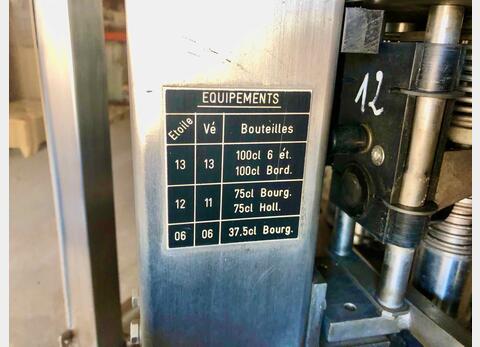 EQUIPEMENTS
Etoile Vé Bouteilles
13 13 100cl 6 ét.
100cl Bord.
12 11 75cl Bourg.
75cl Holl.
06 06 37.5cl Bourg.
12